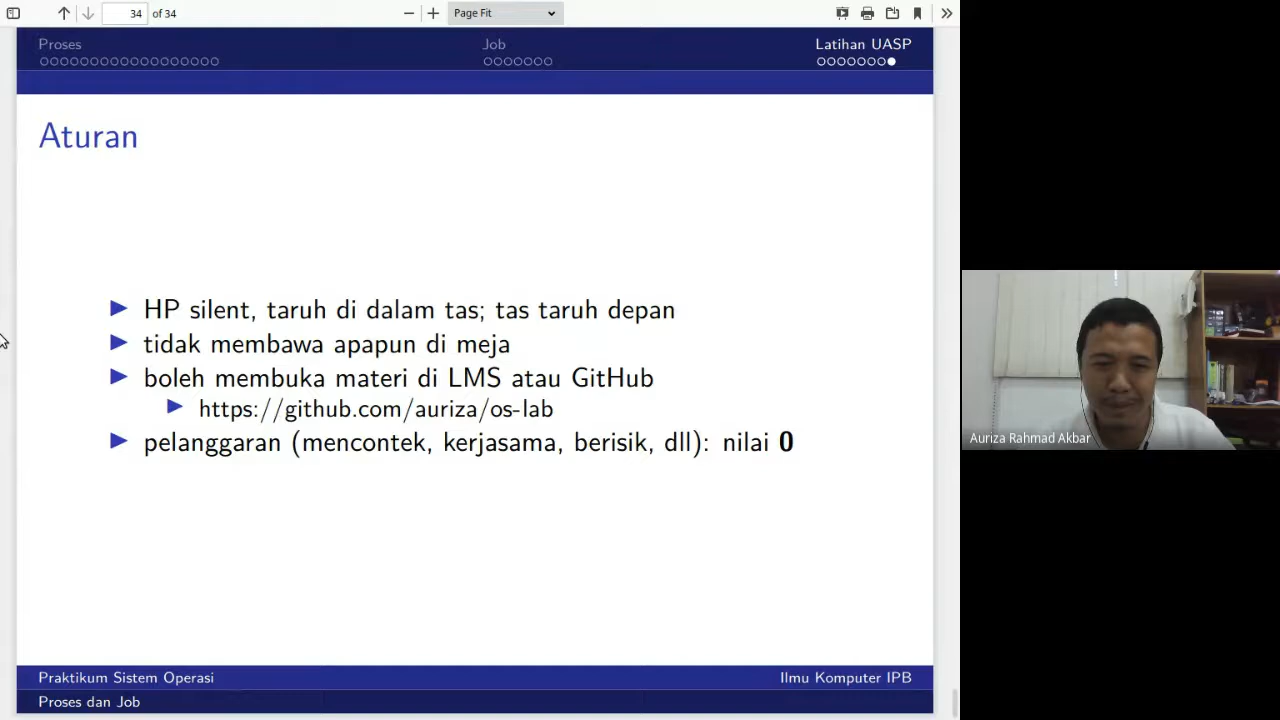 34 of 34
Page Fit
Proses
Job
Latihan UASP
Aturan
HP silent, taruh di dalam tas; tas taruh depan
tidak membawa apapun di meja
boleh membuka materi di LMS atau GitHub
https://github.com/auriza/os-lab
pelanggaran (mencontek, kerjasama, berisik, dll): nilai 0
Auriza Rahmad Akbar
Praktikum Sistem Operasi
Ilmu Komputer IPB
Proses dan Job